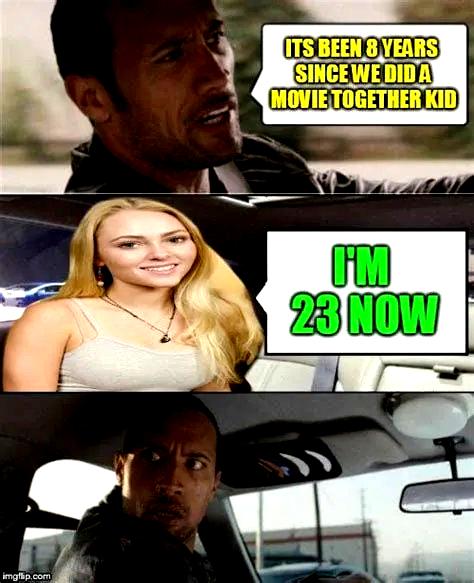 ITS BEEN 8 YEARS
SINCE WE DID A
MOVIE TOGETHER KID
I'M
23 NOW
imgflip.com